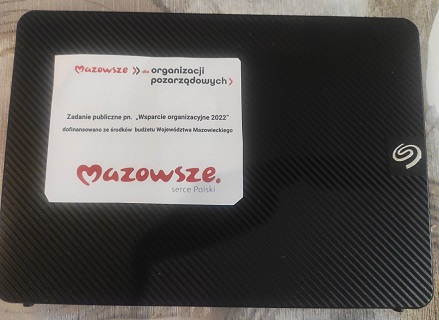 Mazowsze dla organizacji
pozarządowych
Zadanie publiczne pn. „Wsparcie organizacyjne 2022”
dofinansowano ze środków budżetu Województwa Mazowieckiego
Mazowsze.
serce Polski